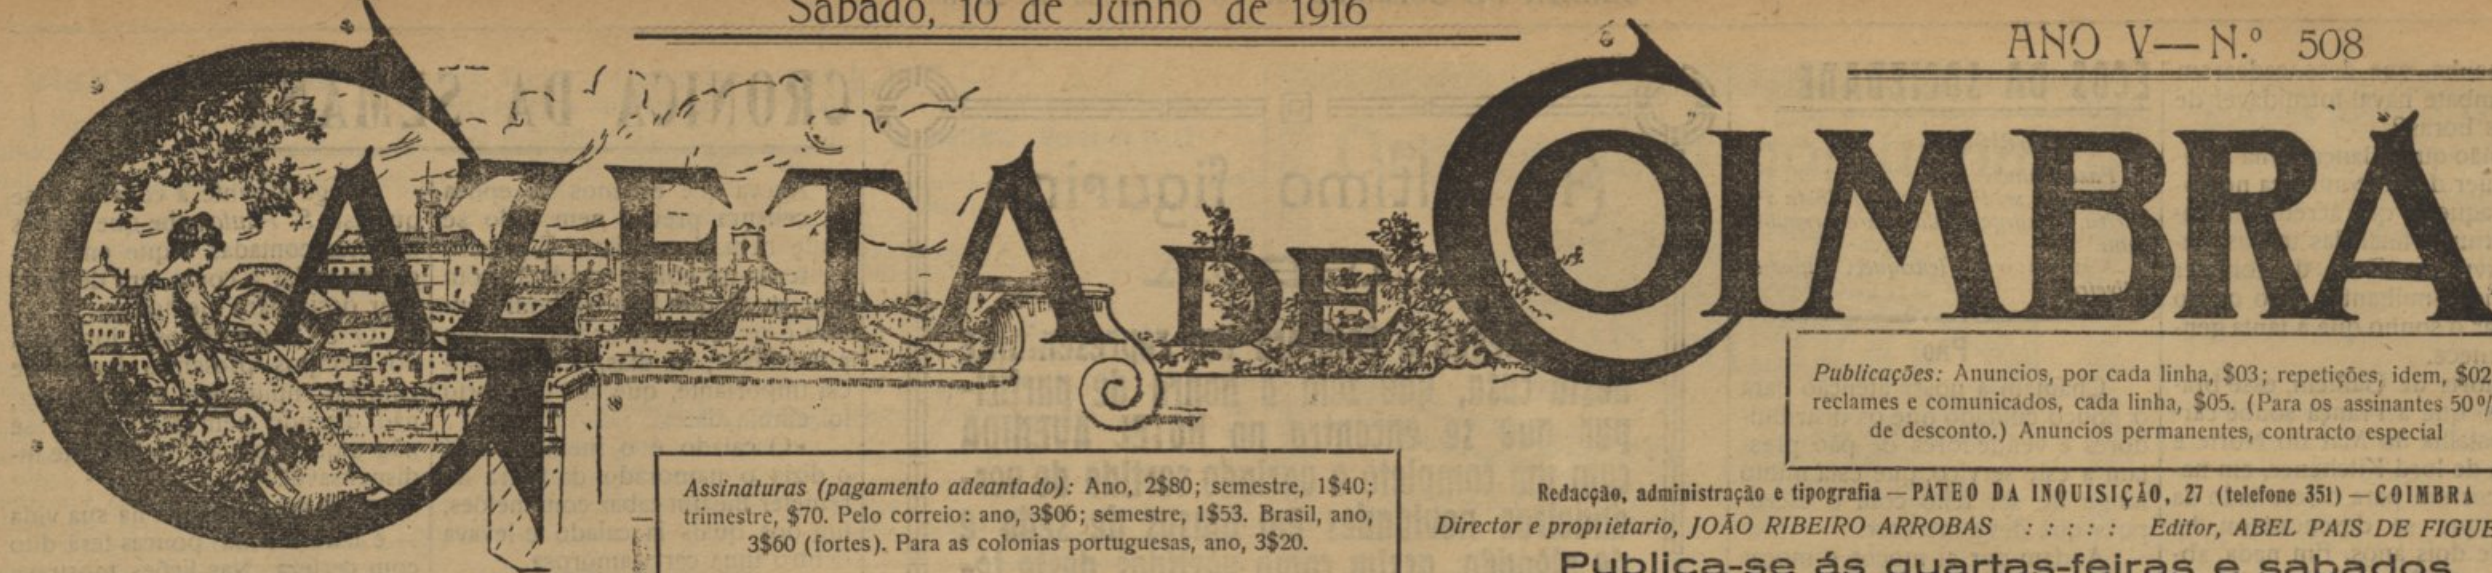 Sabado, 10 de Junho de 1916
ANO V — N.º 508
GAZETA DE COIMBRA
Publicações: Anuncios, por cada linha, $03; repetições, idem, $02
reclames e comunicados, cada linha, $05. (Para os assinantes 50%
de desconto.) Anuncios permanentes, contracto especial
Assinaturas (pagamento adeantado): Ano, 2$80; semestre, 1$40;
trimestre, $70. Pelo correio: ano, 3$06; semestre, 1$53. Brasil, ano,
3$60 (fortes). Para as colonias portuguesas, ano, 3$20.
Redacção, administração e tipografia — PATEO DA INQUISIÇÃO, 27 (telefone 351) — COIMBRA
Director e proprietario, JOÃO RIBEIRO ARROBAS : : : : : Editor, ABEL PAIS DE FIGUE
Publica-se ás quartas-feiras e sabados